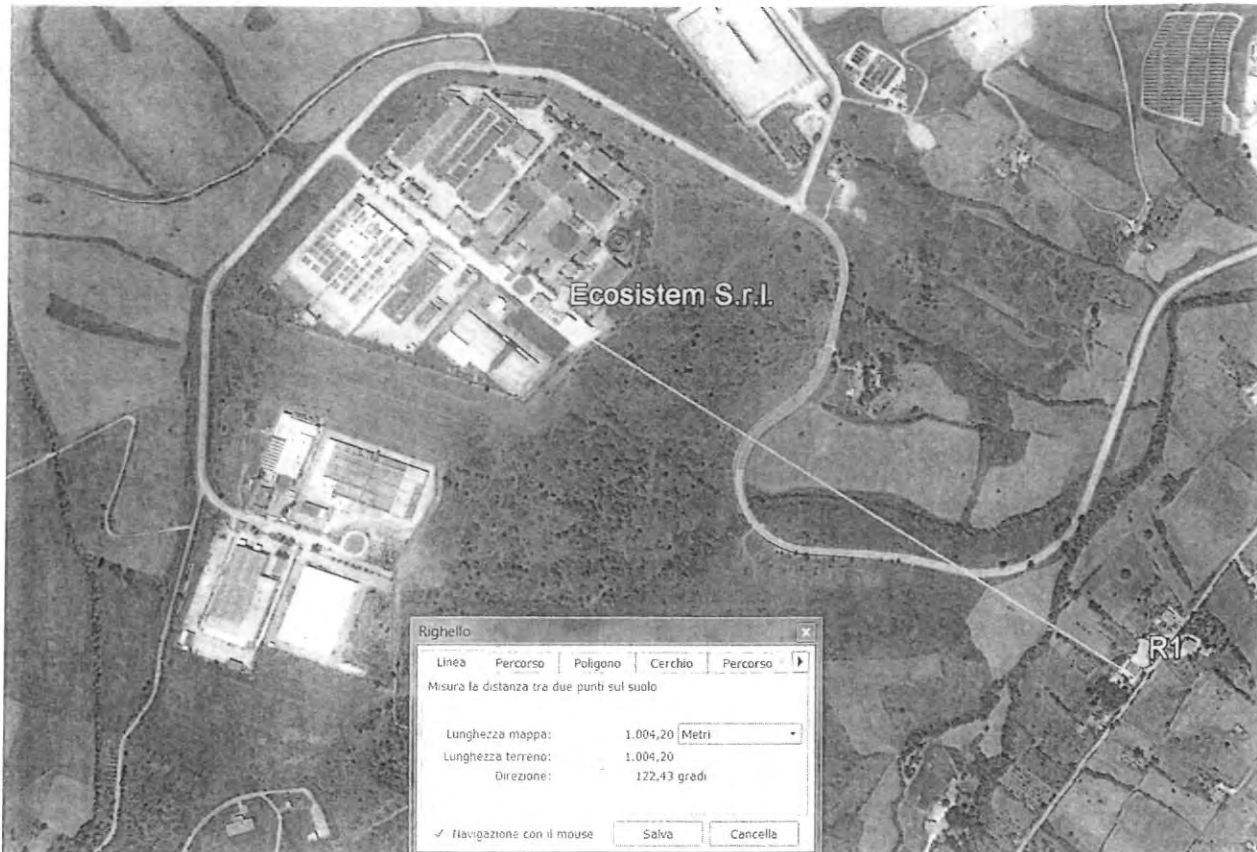 Ecosistem S.r.l.
R1
Righello
Linea Percorso Poligono Cerchio Percorso
Misura la distanza tra due punti sul suolo
Lunghezza mappa: 1.004,20 Metri
Lunghezza terreno: 1.004,20
Direzione: 122,43 gradi
✓ Navigazione con il mouse Salva Cancella